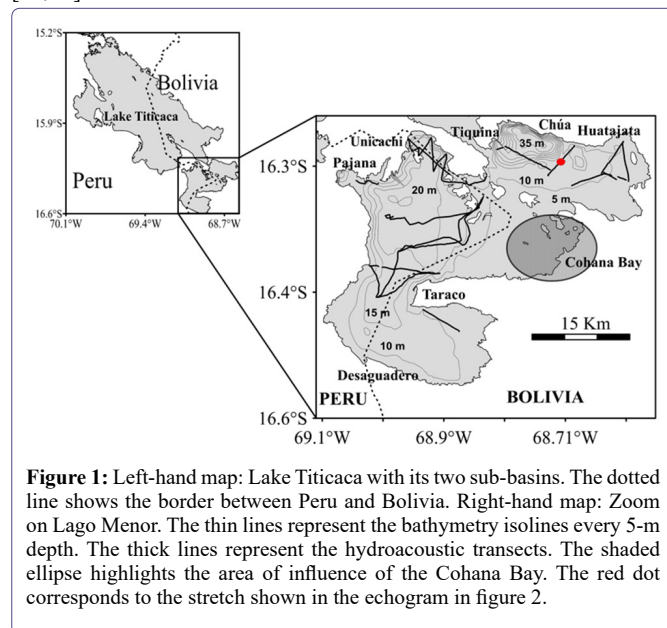 15.2°S
Bolivia
Lake Titicaca
15.9°S
Peru
16.6°S
70.1°W 69.4°W 68.7°W
Tiquina Chúa Huatajata
Unicachi 35 m
16.3°S
Pajana
10 m
20 m
5 m
Cohana Bay
16.4°S
Taraco
15 m
15 Km
10 m
Desaguadero
PERU BOLIVIA
16.6°S
69.1°W 68.9°W 68.71°W
Figure 1: Left-hand map: Lake Titicaca with its two sub-basins. The dotted
line shows the border between Peru and Bolivia. Right-hand map: Zoom
on Lago Menor. The thin lines represent the bathymetry isolines every 5-m
depth. The thick lines represent the hydroacoustic transects. The shaded
ellipse highlights the area of influence of the Cohana Bay. The red dot
corresponds to the stretch shown in the echogram in figure 2.